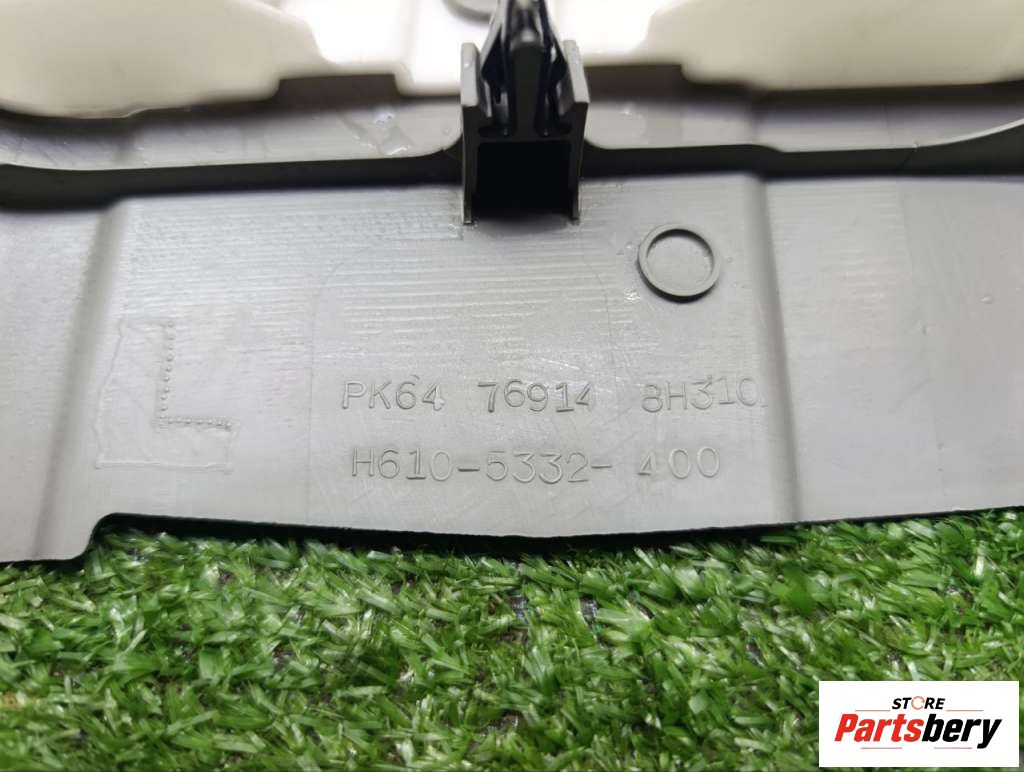 L
PK64 76914 8H310
H610-5332-400
STORE
Partsbery